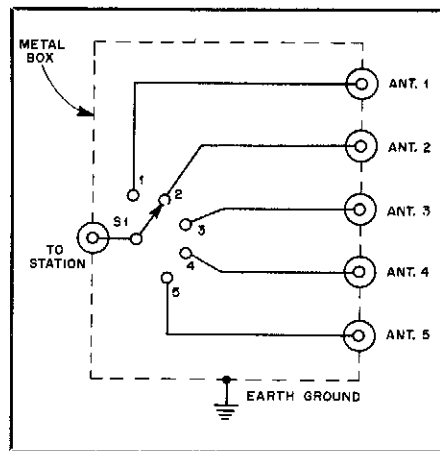 METAL
BOX
ANT. 1
ANT. 2
1
2
S1
3
ANT. 3
TO
STATION
4
ANT. 4
5
ANT. 5
EARTH GROUND